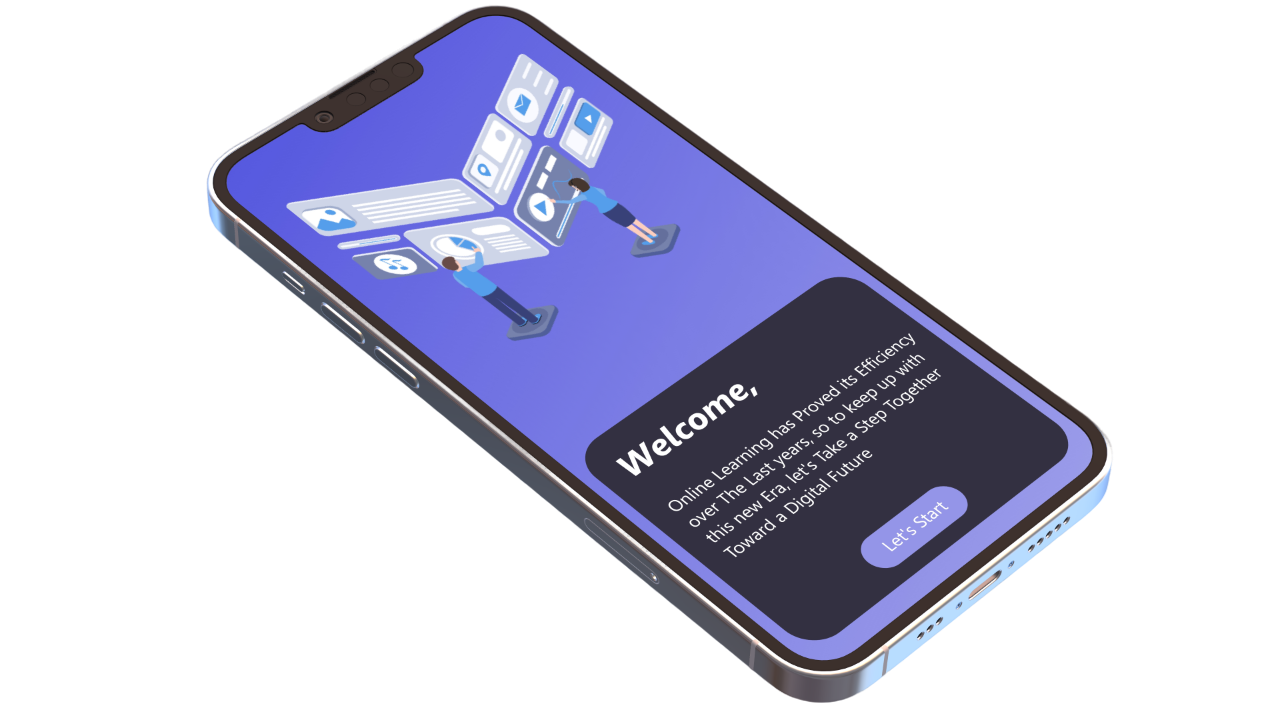 Welcome,
Online Learning has Proved its Efficiency
over The Last years, so to keep up with
this new Era, let's Take a Step Together
Toward a Digital Future
Let's Start